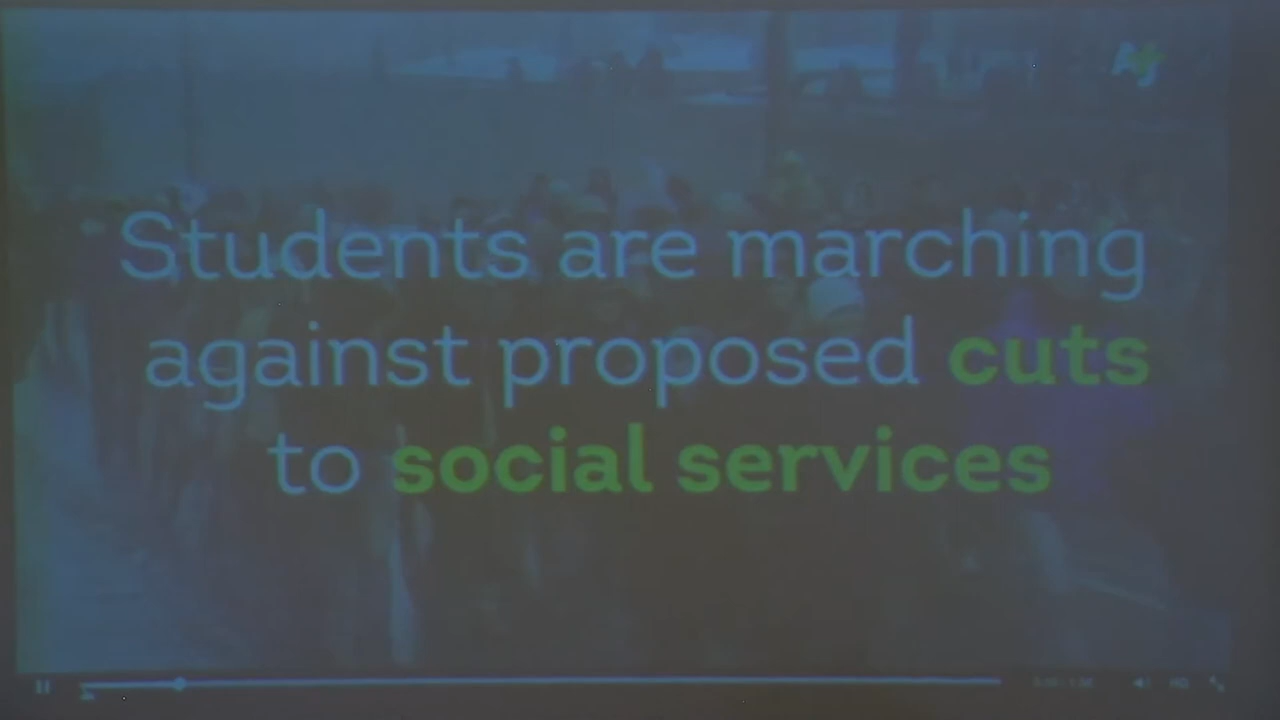 Students are marching
against proposed cuts
to social services